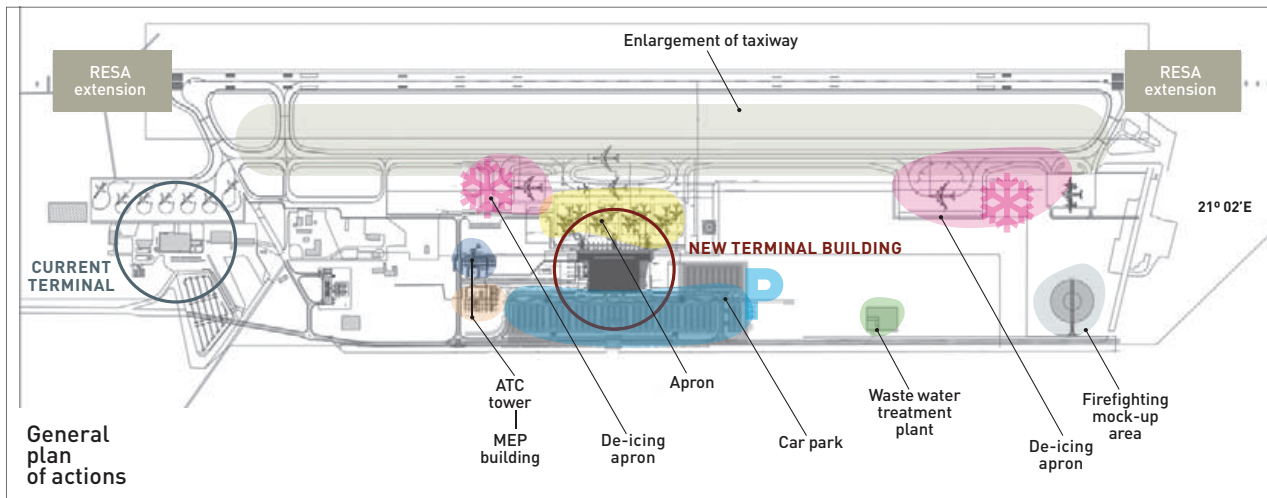 Enlargement of taxiway
RESA
extension
RESA
extension
21º 02'E
NEW TERMINAL BUILDING
CURRENT
TERMINAL
P
ATC
tower
MEP
building
De-icing
apron
Apron
Car park
Waste water
treatment
plant
De-icing
apron
Firefighting
mock-up
area
General
plan
of actions